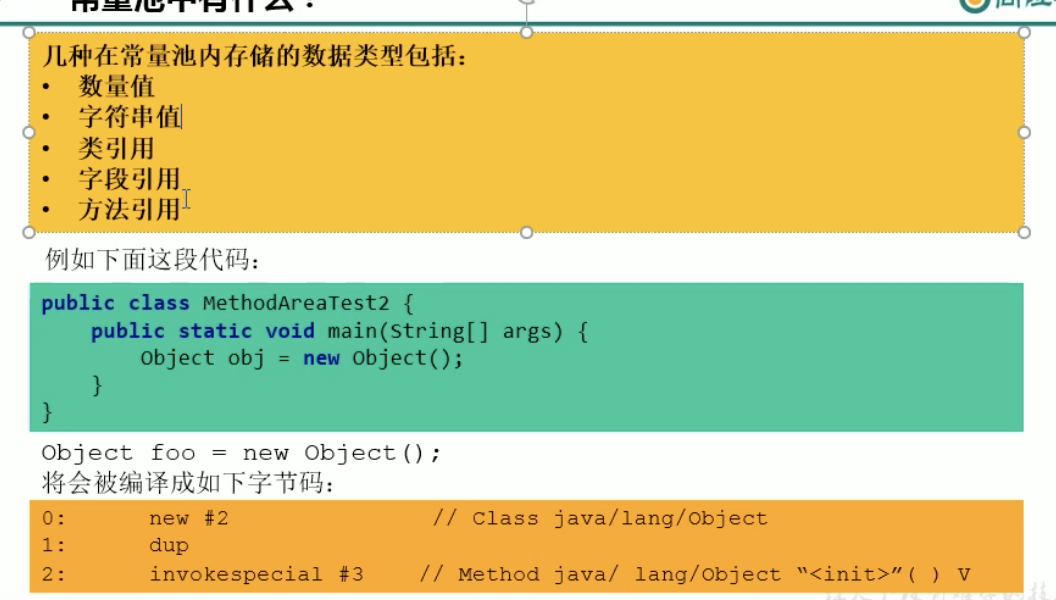 常量池中有什么？
几种在常量池内存储的数据类型包括：
• 数量值
• 字符串值
• 类引用
• 字段引用
• 方法引用
例如下面这段代码：
public class MethodAreaTest2 {
    public static void main(String[] args) {
        Object obj = new Object();
    }
}
Object foo = new Object();
将会被编译成如下字节码：
0: new #2 // Class java/lang/Object
1: dup
2: invokespecial #3 // Method java/ lang/Object “<init>”( ) V